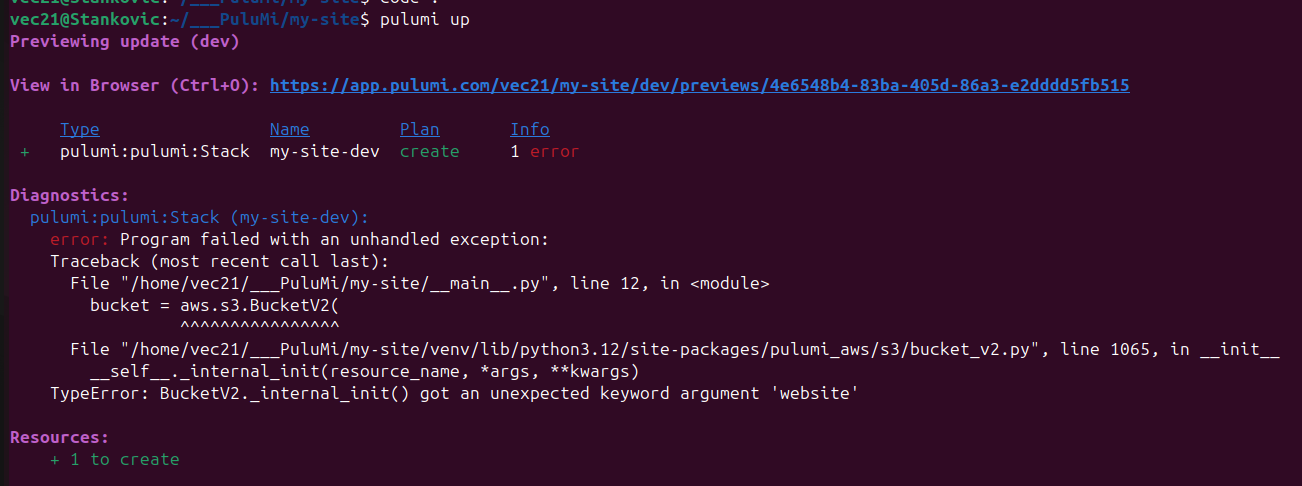 vec21@Stankovic:~/___PuluMi/my-site$ code .
vec21@Stankovic:~/___PuluMi/my-site$ pulumi up
Previewing update (dev)
View in Browser (Ctrl+O): https://app.pulumi.com/vec21/my-site/dev/previews/4e6548b4-83ba-405d-86a3-e2dddd5fb515
Type Name Plan Info
+ pulumi:pulumi:Stack my-site-dev create 1 error
Diagnostics:
pulumi:pulumi:Stack (my-site-dev):
error: Program failed with an unhandled exception:
Traceback (most recent call last):
File "/home/vec21/___PuluMi/my-site/__main__.py", line 12, in <module>
bucket = aws.s3.BucketV2(
^^^^^^^^^^^^^^^^
File "/home/vec21/___PuluMi/my-site/venv/lib/python3.12/site-packages/pulumi_aws/s3/bucket_v2.py", line 1065, in __init__
__self__._internal_init(resource_name, *args, **kwargs)
TypeError: BucketV2._internal_init() got an unexpected keyword argument 'website'
Resources:
+ 1 to create